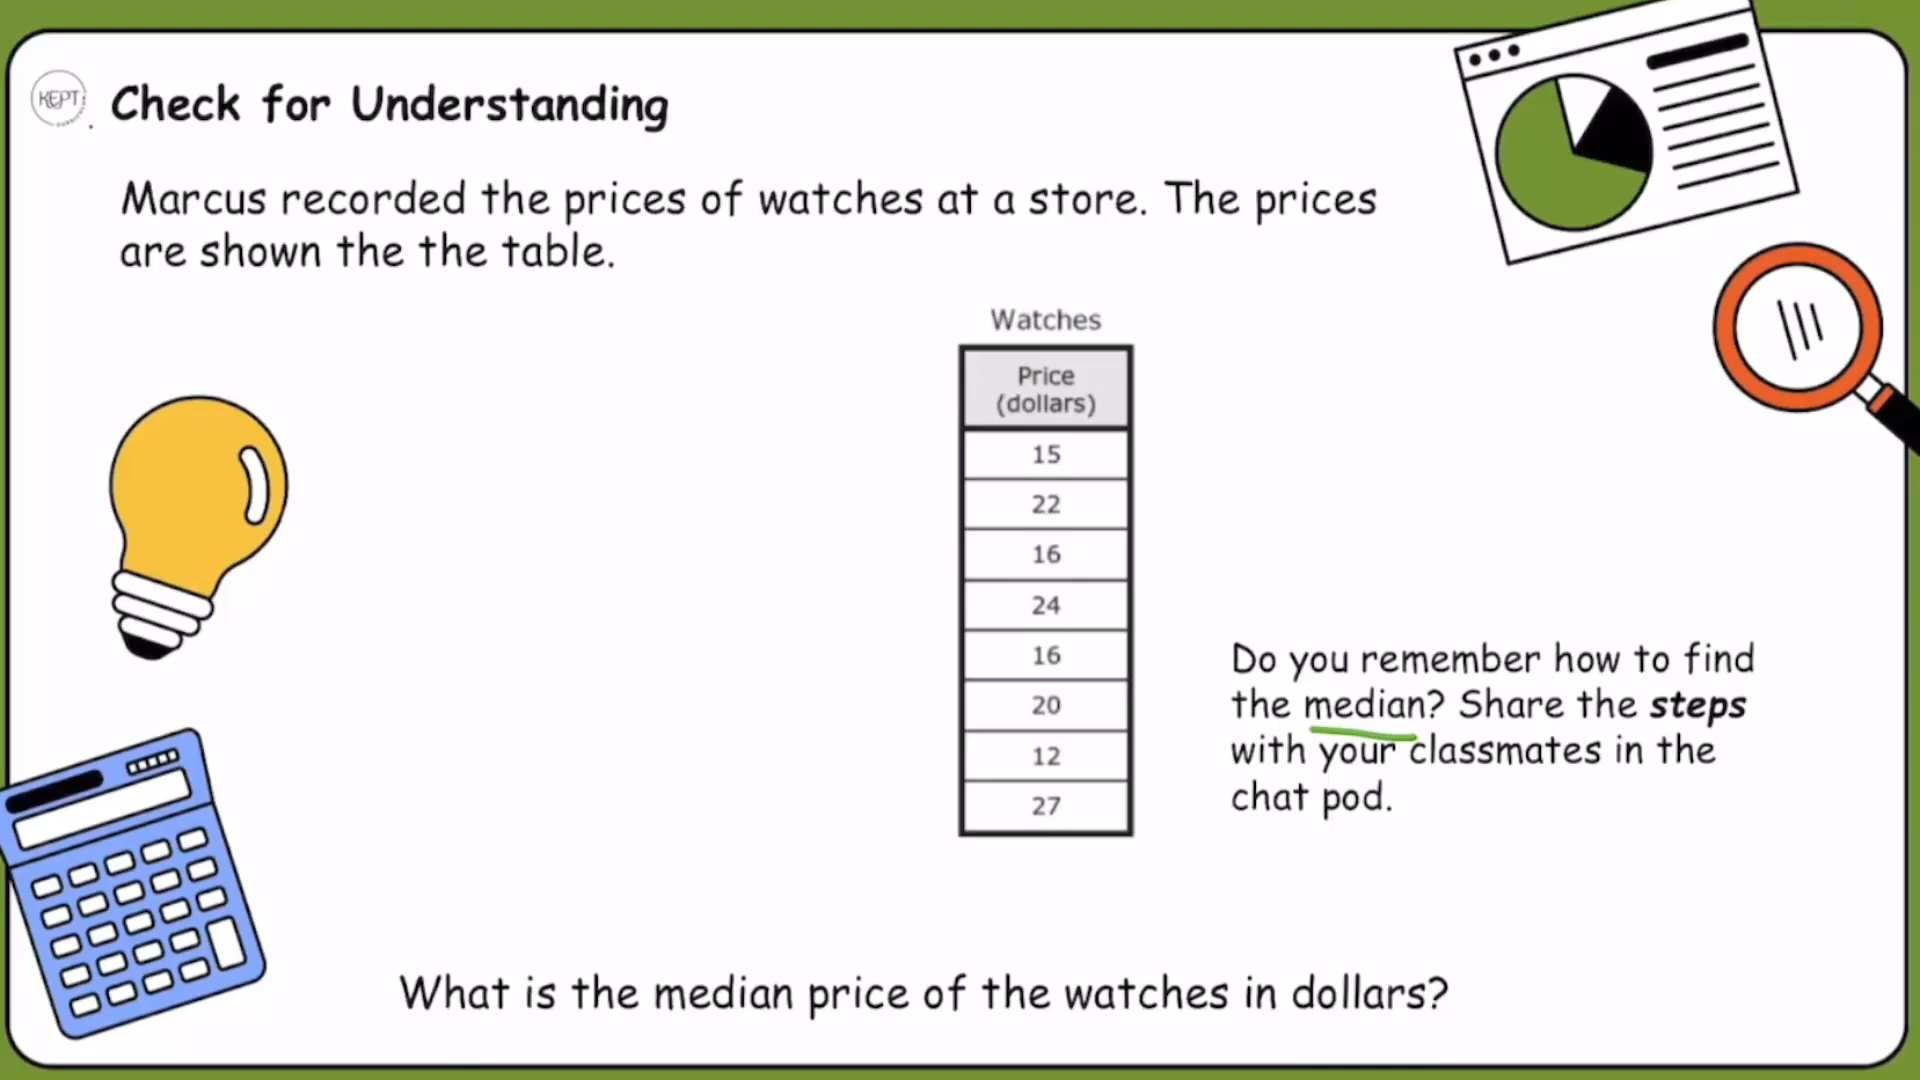 KEPT
Check for Understanding
Marcus recorded the prices of watches at a store. The prices
are shown the the table.
Watches
Price
(dollars)
15
22
16
24
16
20
12
27
Do you remember how to find
the median? Share the steps
with your classmates in the
chat pod.
What is the median price of the watches in dollars?